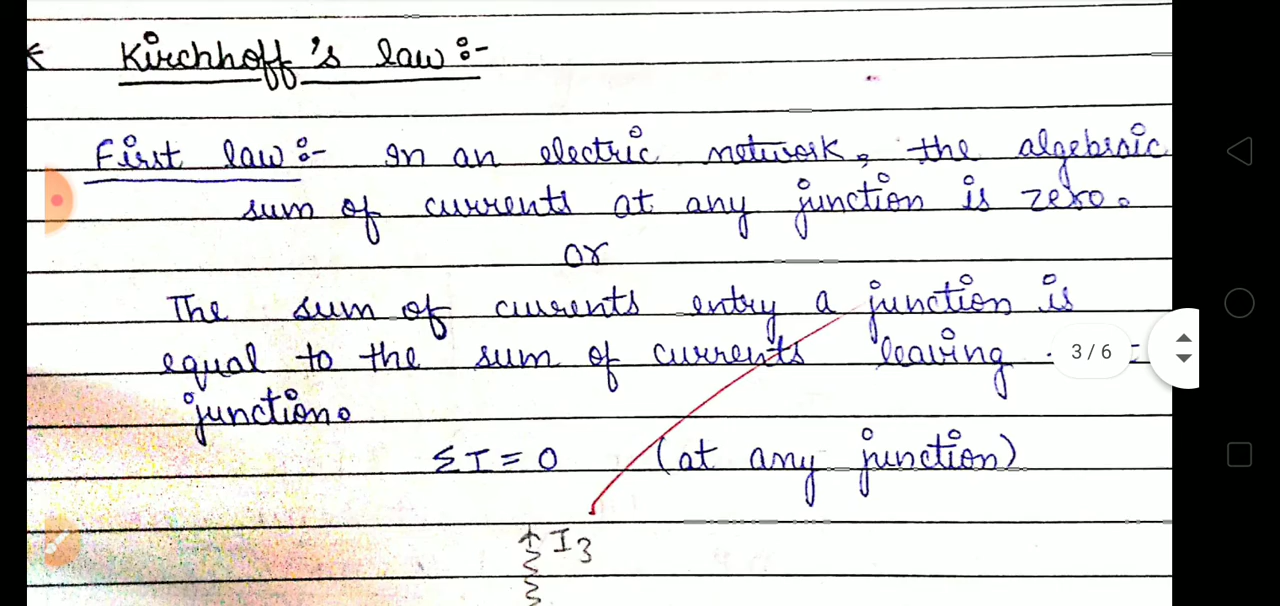 Kirchhoff's law :-
First law :- In an electric network, the algebraic
sum of currents at any junction is zero.
or
The sum of currents entry a junction is
equal to the sum of currents leaving
3/6
junction.
ΣI = 0 (at any junction)
I3